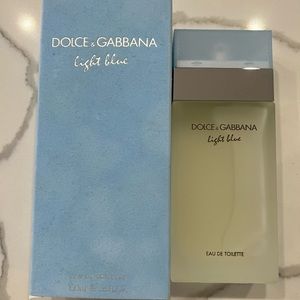 DOLCE & GABBANA
light blue
DOLCE & GABBANA
light blue
EAU DE TOILETTE